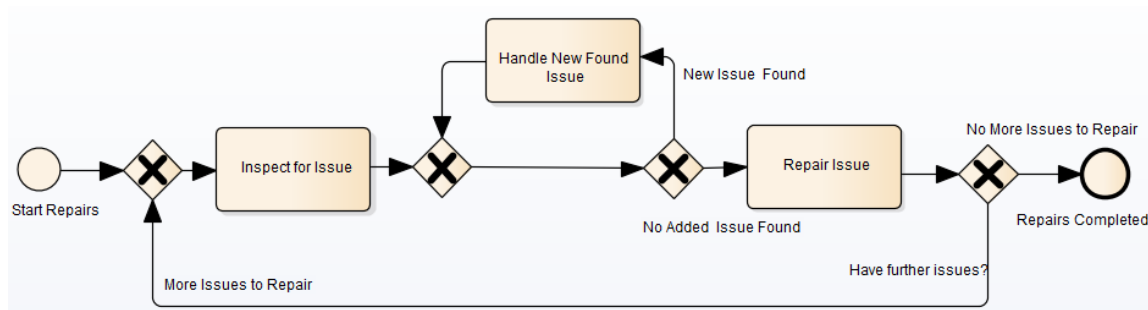 Handle New Found
Issue
New Issue  Found
No More Issues to Repair
Inspect for Issue
Repair Issue
Start Repairs
No Added  Issue Found
Repairs Completed
Have further issues?
More Issues to Repair